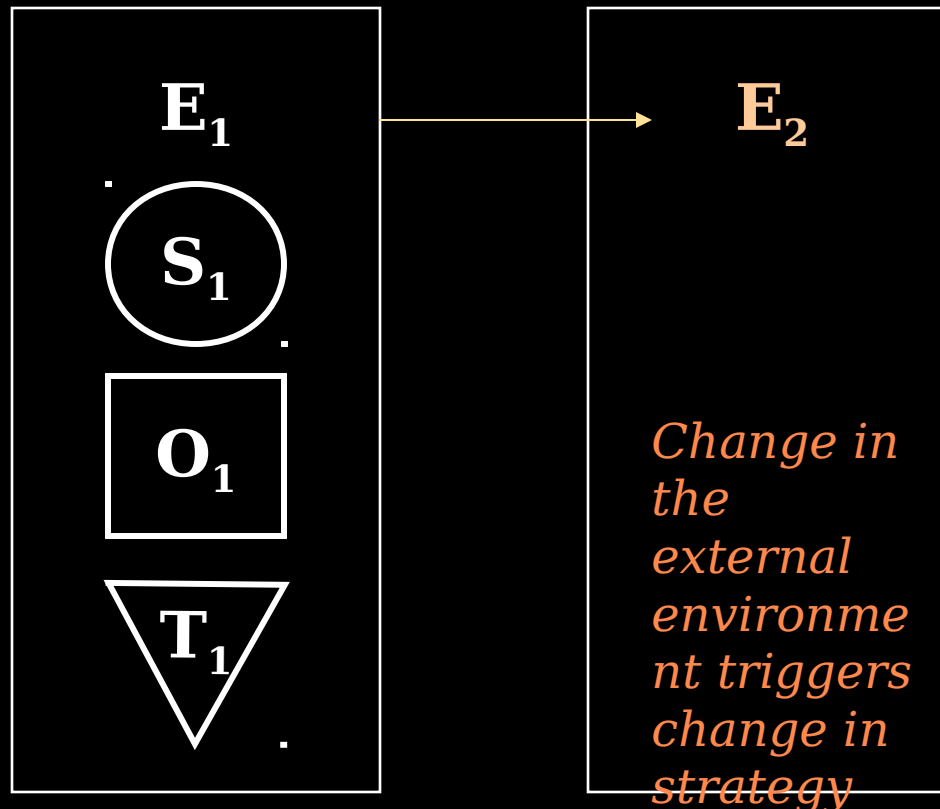 E₁
E₂
S₁
O₁
T₁
Change in
the
external
environme
nt triggers
change in
strategy